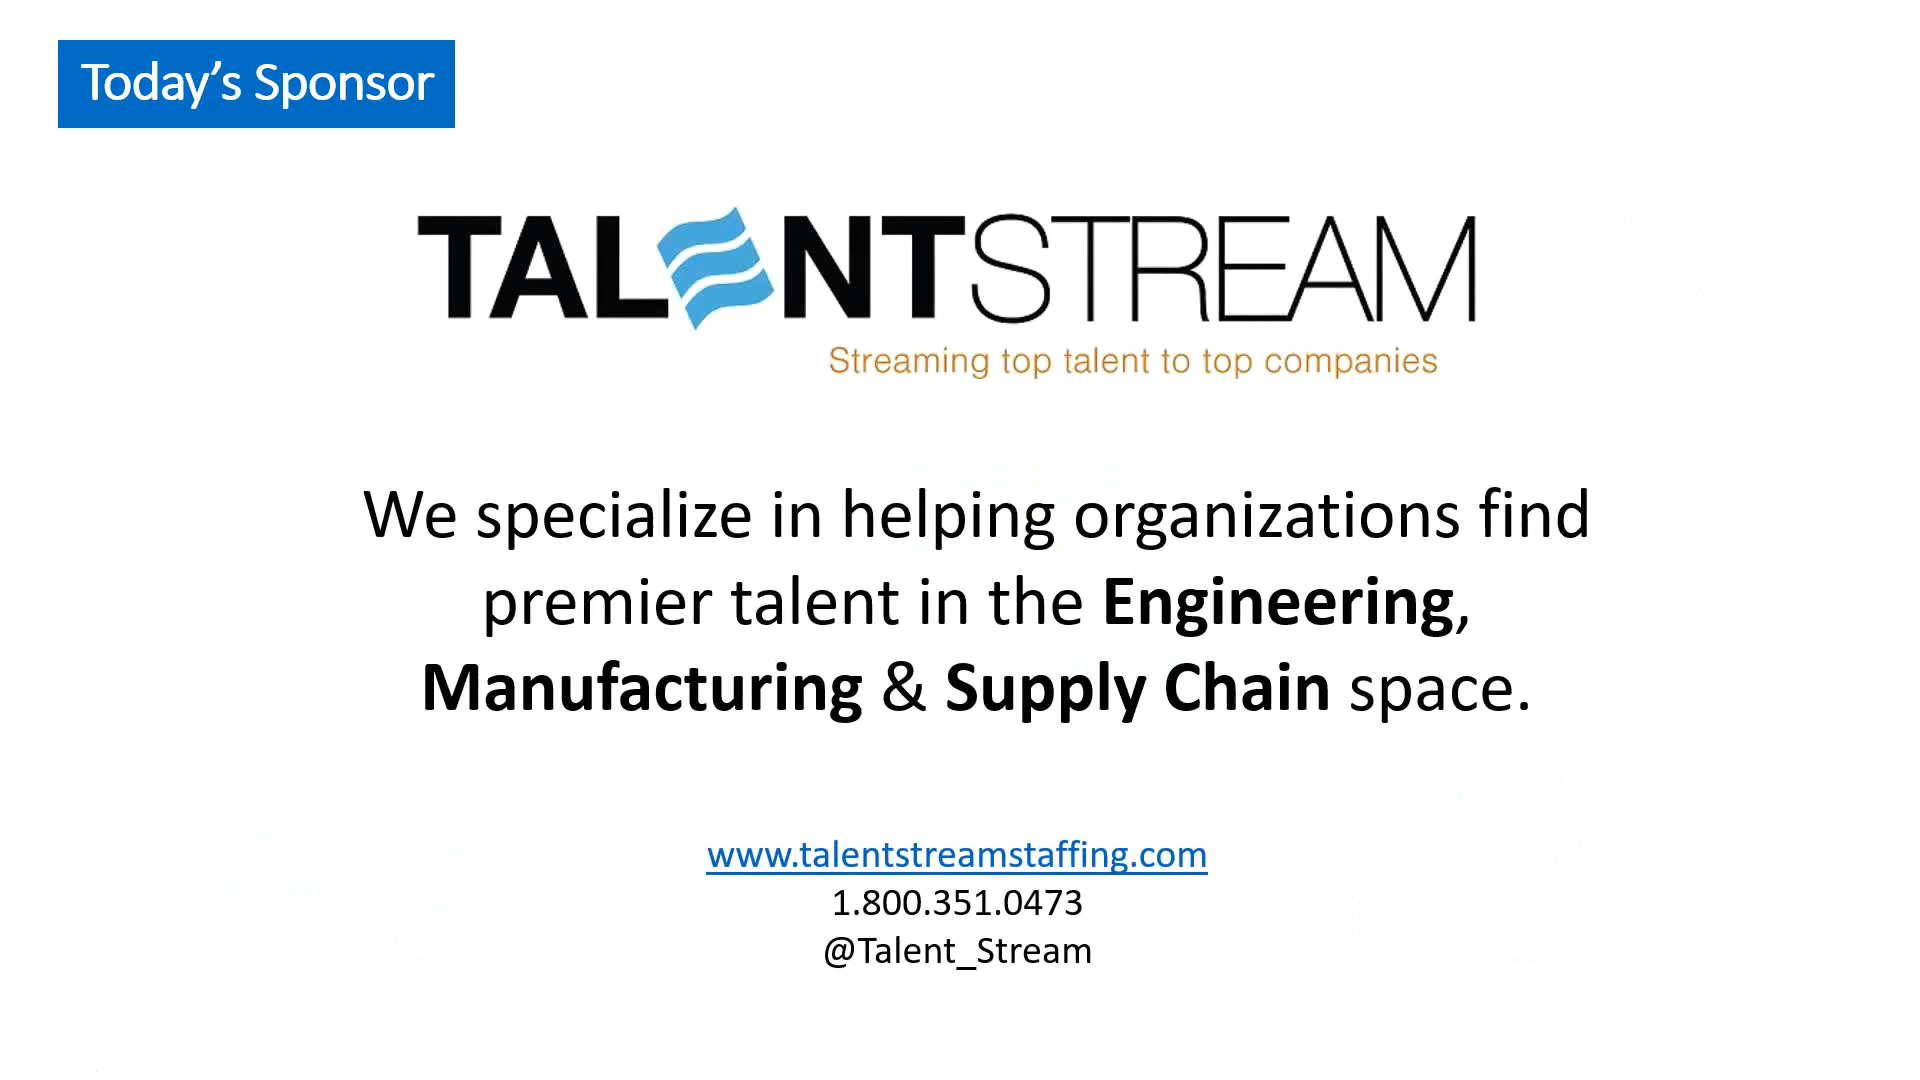 Today's Sponsor
TALENTSTREAM
Streaming top talent to top companies
We specialize in helping organizations find
premier talent in the Engineering,
Manufacturing & Supply Chain space.
www.talentstreamstaffing.com
1.800.351.0473
@Talent_Stream